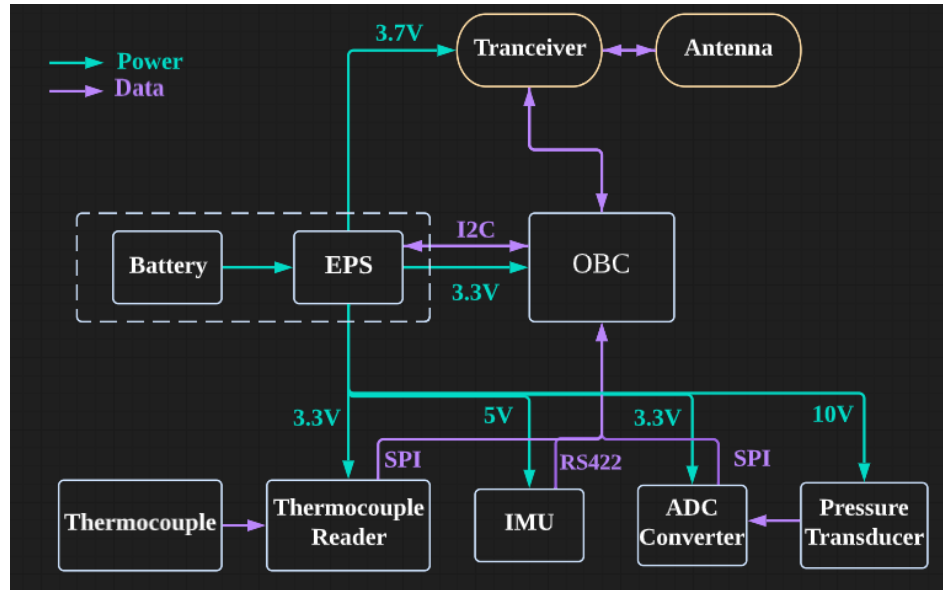 3.7V
Tranceiver
Antenna
Power
Data
Battery
EPS
I2C
3.3V
OBC
3.3V
5V
3.3V
10V
SPI
RS422
SPI
Thermocouple
Thermocouple
Reader
IMU
ADC
Converter
Pressure
Transducer